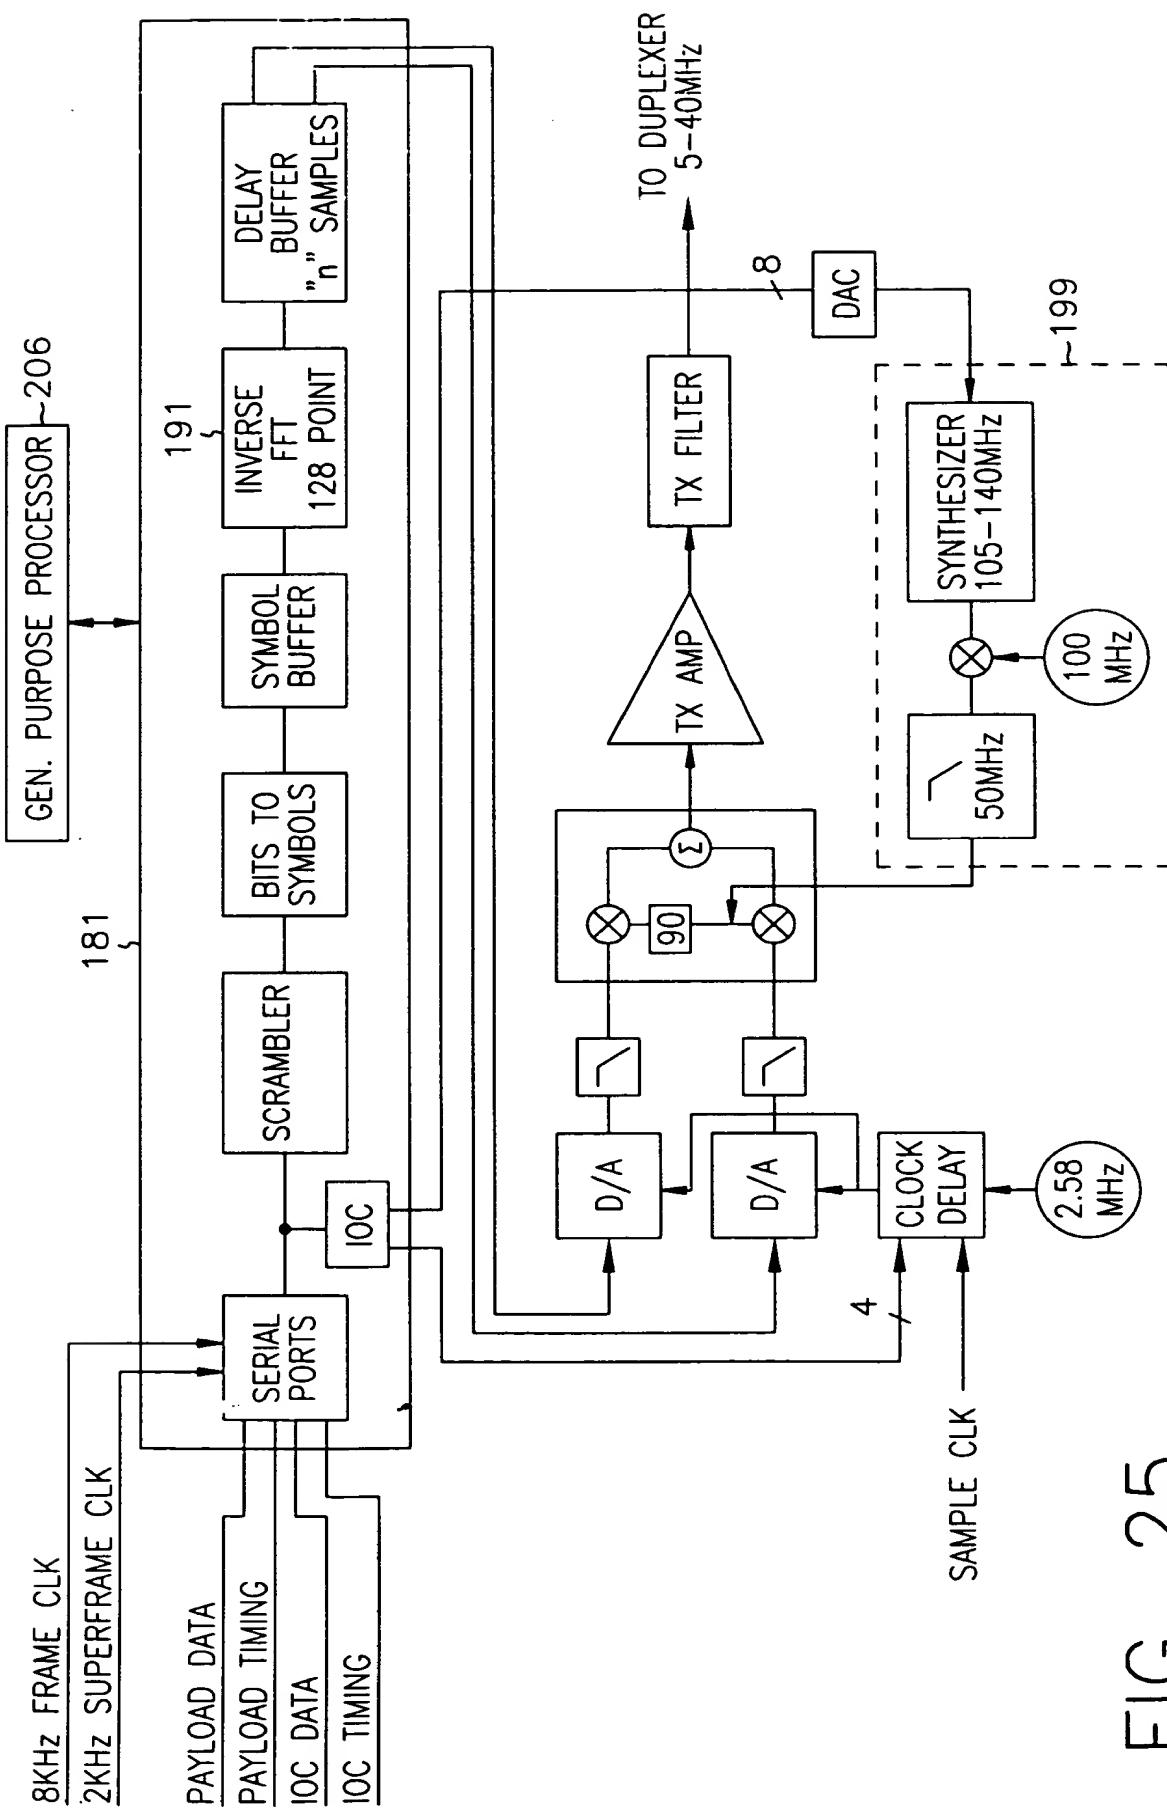 GEN. PURPOSE PROCESSOR
206
181
8KHz FRAME CLK
2KHz SUPERFRAME CLK
PAYLOAD DATA
PAYLOAD TIMING
IOC DATA
IOC TIMING
SERIAL
PORTS
IOC
SCRAMBLER
BITS TO
SYMBOLS
SYMBOL
BUFFER
191
INVERSE
FFT
128 POINT
DELAY
BUFFER
"n" SAMPLES
D/A
D/A
90
Σ
TX AMP
TX FILTER
TO DUPLEXER
5-40MHz
4
SAMPLE CLK
CLOCK
DELAY
2.58
MHz
8
DAC
199
SYNTHESIZER
105-140MHz
100
MHz
50MHz
FIG. 25